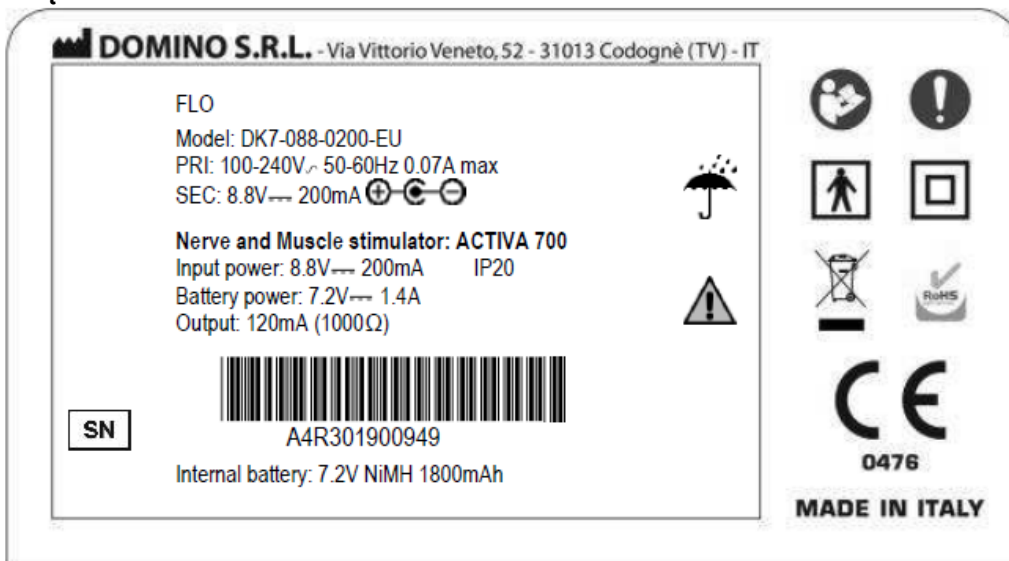 DOMINO S.R.L. - Via Vittorio Veneto, 52 - 31013 Codognè (TV) - IT
FLO
Model: DK7-088-0200-EU
PRI: 100-240V~ 50-60Hz 0.07A max
SEC: 8.8V⎓ 200mA
Nerve and Muscle stimulator: ACTIVA 700
Input power: 8.8V⎓ 200mA IP20
Battery power: 7.2V⎓ 1.4A
Output: 120mA (1000Ω)
SN
A4R301900949
Internal battery: 7.2V NiMH 1800mAh
RoHS
CE
0476
MADE IN ITALY